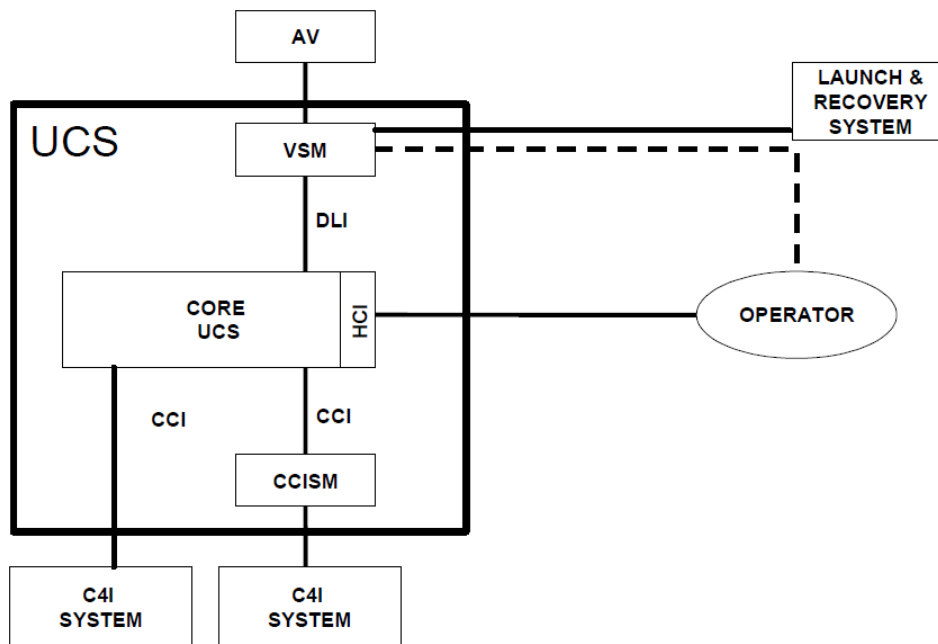 AV
LAUNCH &
RECOVERY
SYSTEM
UCS
VSM
DLI
CORE
UCS
HCI
OPERATOR
CCI
CCI
CCISM
C4I
SYSTEM
C4I
SYSTEM